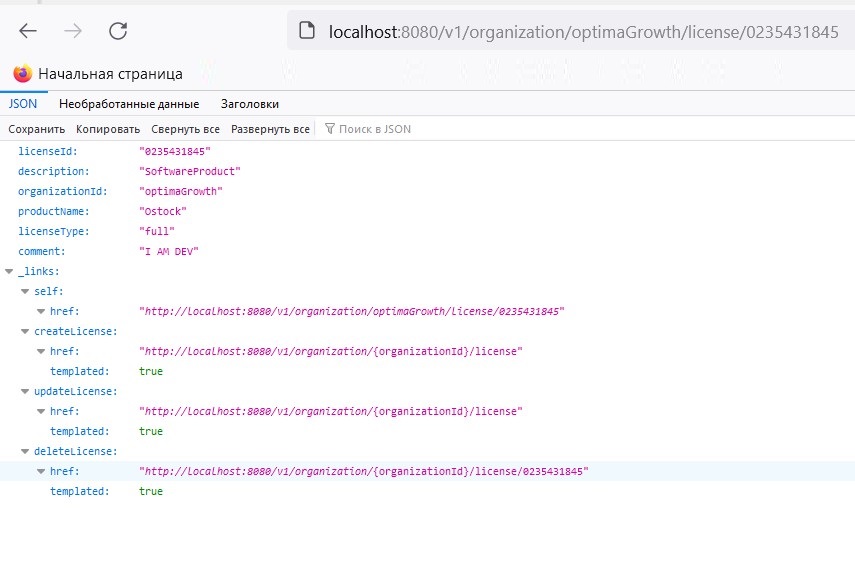 localhost:8080/v1/organization/optimaGrowth/license/0235431845
Начальная страница
JSON Необработанные данные Заголовки
Сохранить Копировать Свернуть все Развернуть все Поиск в JSON
licenseId: "0235431845"
description: "SoftwareProduct"
organizationId: "optimaGrowth"
productName: "Ostock"
licenseType: "full"
comment: "I AM DEV"
_links:
self:
href: "http://localhost:8080/v1/organization/optimaGrowth/license/0235431845"
createLicense:
href: "http://localhost:8080/v1/organization/{organizationId}/license"
templated: true
updateLicense:
href: "http://localhost:8080/v1/organization/{organizationId}/license"
templated: true
deleteLicense:
href: "http://localhost:8080/v1/organization/{organizationId}/license/0235431845"
templated: true